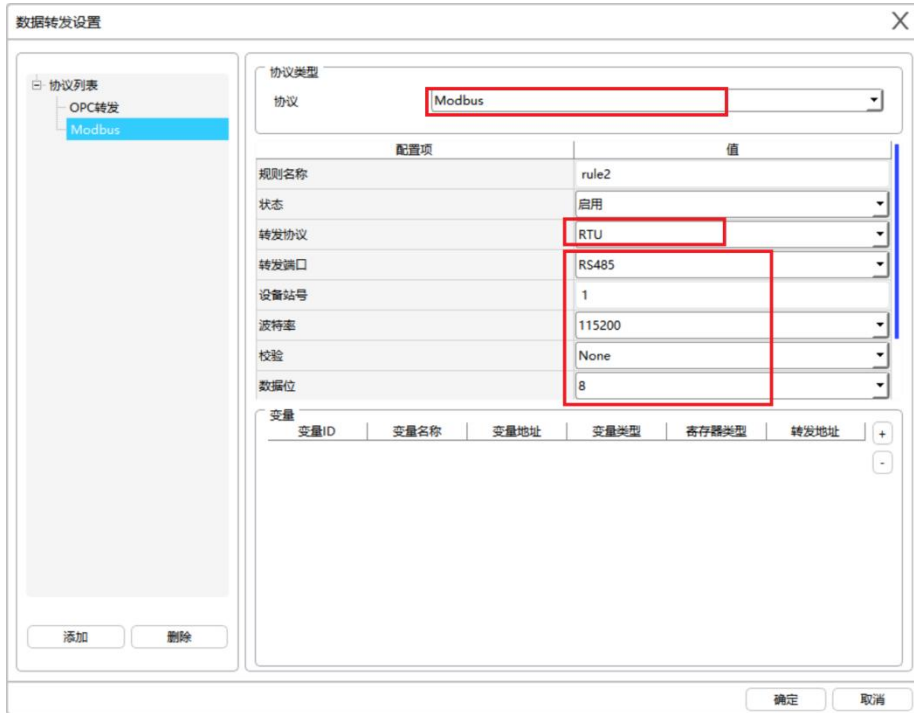 数据转发设置
协议列表
OPC转发
Modbus
添加 删除
协议类型
协议 Modbus
配置项 值
规则名称 rule2
状态 启用
转发协议 RTU
转发端口 RS485
设备站号 1
波特率 115200
校验 None
数据位 8
变量
变量ID 变量名称 变量地址 变量类型 寄存器类型 转发地址 +
-
确定 取消